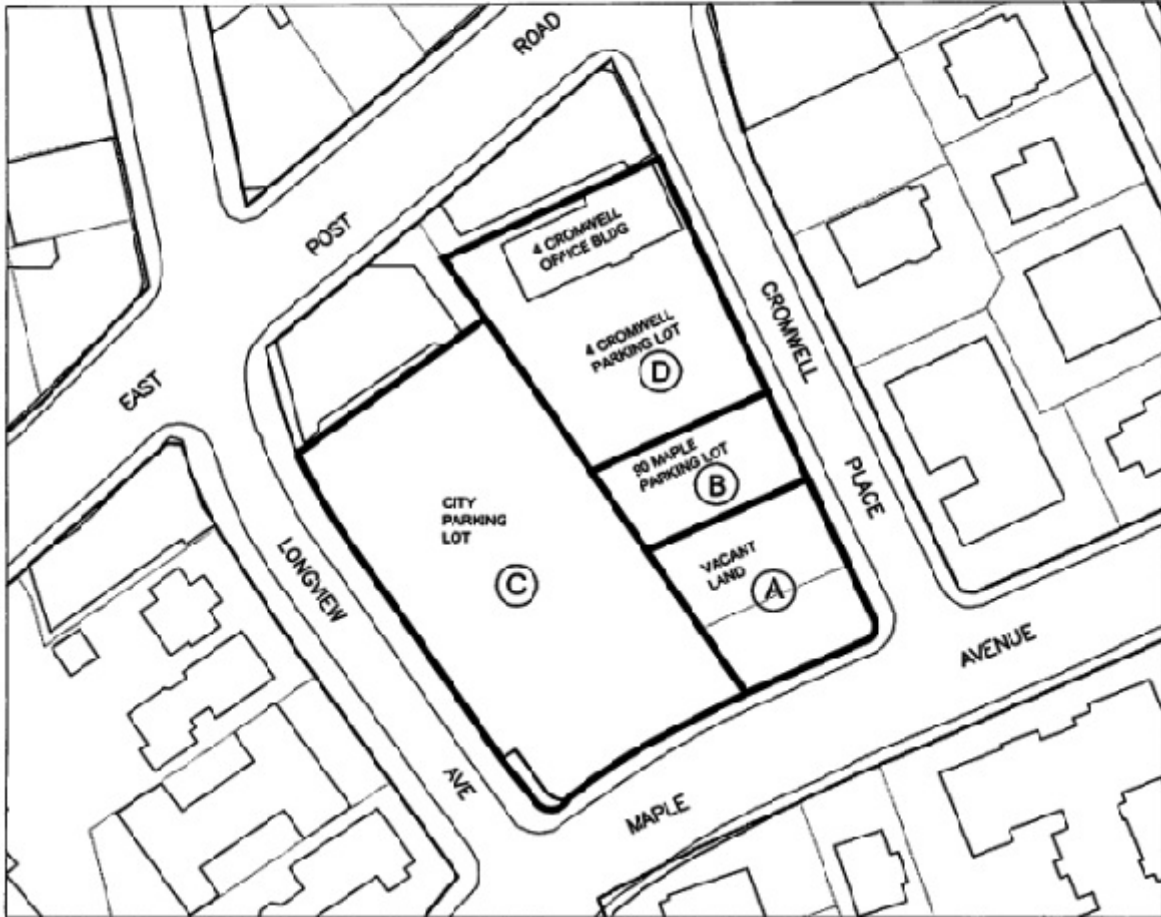 ROAD
POST
EAST
4 CROMWELL
OFFICE BLDG
CROMWELL
4 CROMWELL
PARKING LOT
D
90 MAPLE
PARKING LOT
B
PLACE
CITY
PARKING
LOT
C
LONGVIEW
VACANT
LAND
A
AVENUE
AVE
MAPLE